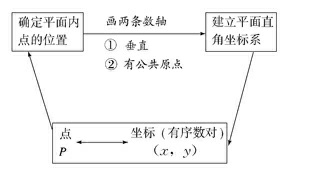 确定平面内
点的位置
画两条数轴
① 垂直
② 有公共原点
建立平面直
角坐标系
点
P
坐标(有序数对)
(x, y)